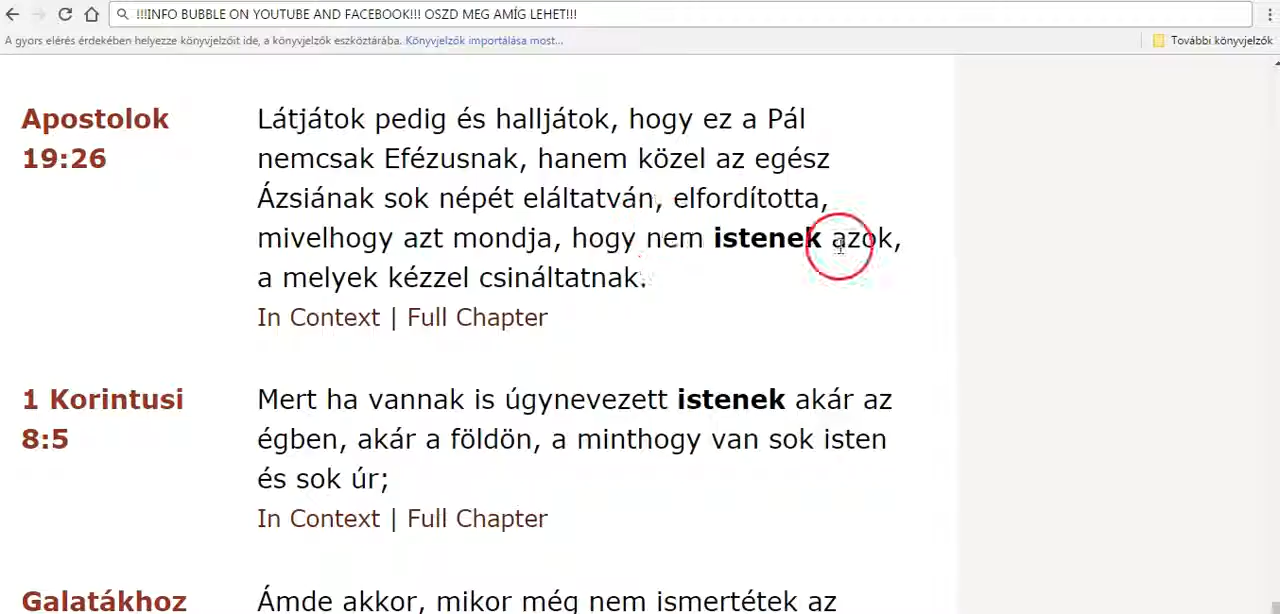 !!!INFO BUBBLE ON YOUTUBE AND FACEBOOK!!! OSZD MEG AMÍG LEHET!!!
A gyors elérés érdekében helyezze könyvjelzőit ide, a könyvjelzők eszköztárába. Könyvjelzők importálása most...
További könyvjelzők
Apostolok
19:26
Látjátok pedig és halljátok, hogy ez a Pál
nemcsak Efézusnak, hanem közel az egész
Ázsiának sok népét eláltatván, elfordította,
mivelhogy azt mondja, hogy nem istenek azok,
a melyek kézzel csináltatnak.
In Context | Full Chapter
1 Korintusi
8:5
Mert ha vannak is úgynevezett istenek akár az
égben, akár a földön, a minthogy van sok isten
és sok úr;
In Context | Full Chapter
Galatákhoz
Ámde akkor, mikor még nem ismertétek az